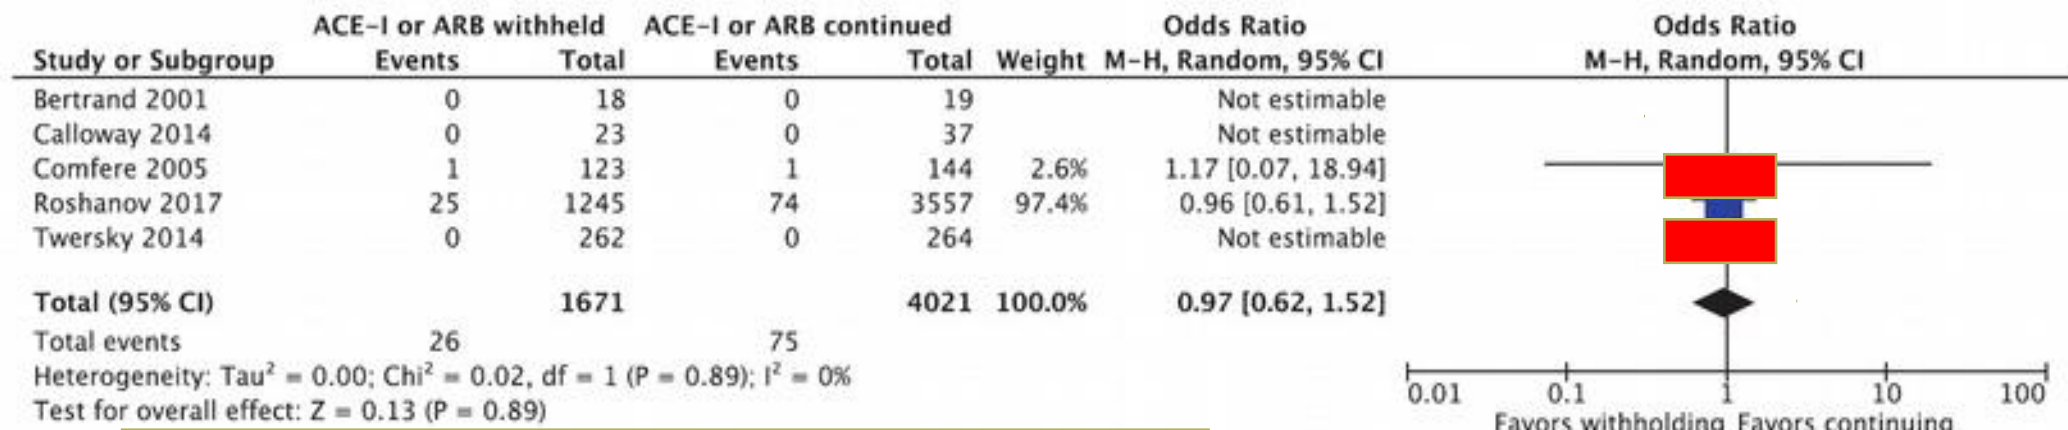 ACE-I or ARB withheld ACE-I or ARB continued Odds Ratio Odds Ratio
Study or Subgroup Events Total Events Total Weight M-H, Random, 95% CI M-H, Random, 95% CI
Bertrand 2001 0 18 0 19 Not estimable
Calloway 2014 0 23 0 37 Not estimable
Comfere 2005 1 123 1 144 2.6% 1.17 [0.07, 18.94]
Roshanov 2017 25 1245 74 3557 97.4% 0.96 [0.61, 1.52]
Twersky 2014 0 262 0 264 Not estimable
Total (95% CI) 1671 4021 100.0% 0.97 [0.62, 1.52]
Total events 26 75
Heterogeneity: Tau² = 0.00; Chi² = 0.02, df = 1 (P = 0.89); I² = 0%
Test for overall effect: Z = 0.13 (P = 0.89)
0.01 0.1 1 10 100
Favors withholding Favors continuing